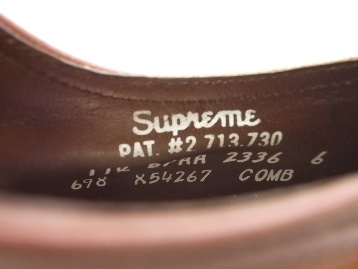 Supreme
PAT. #2,713,730
2336 6
698 X54267 COMB